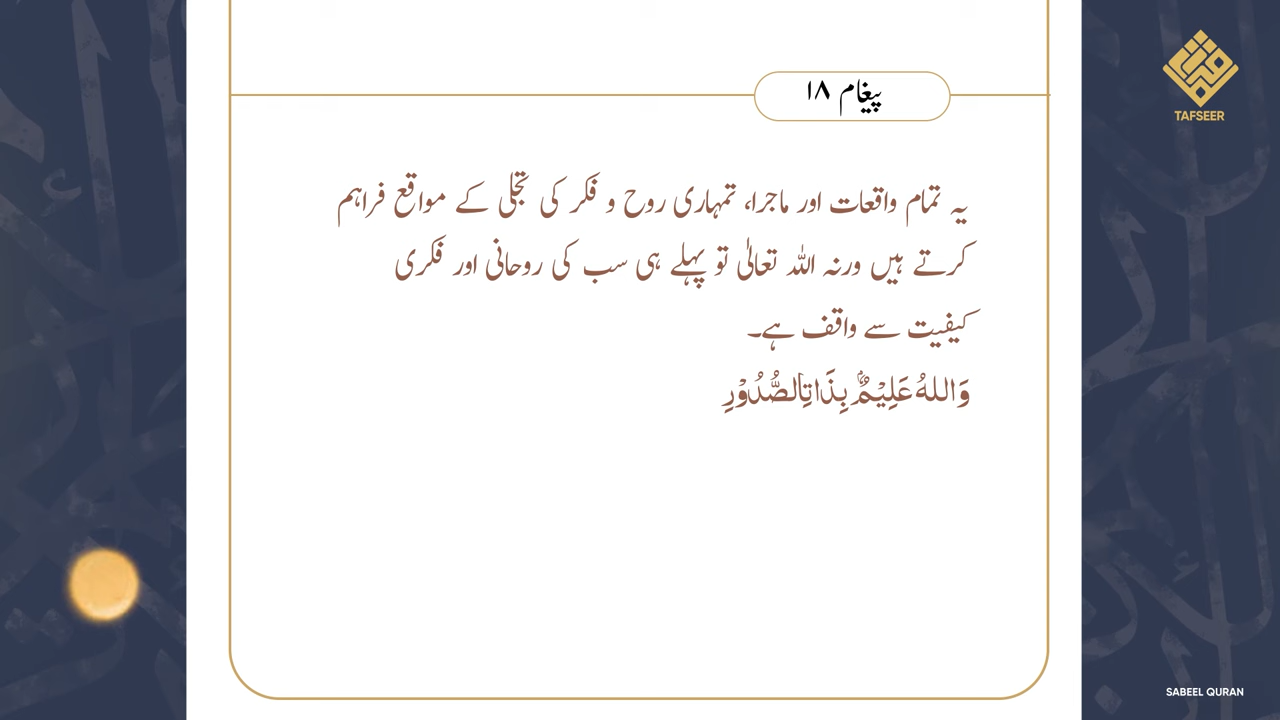 TAFSEER
پیغام ۱۸
یہ تمام واقعات اور ماجرا، تمہاری روح و فکر کی تجلی کے مواقع فراہم
کرتے ہیں ورنہ اللہ تعالیٰ تو پہلے ہی سب کی روحانی اور فکری
کیفیت سے واقف ہے۔
وَاللهُ عَلِيْمٌۢ بِذَاتِالصُّدُوْرِ
SABEEL QURAN